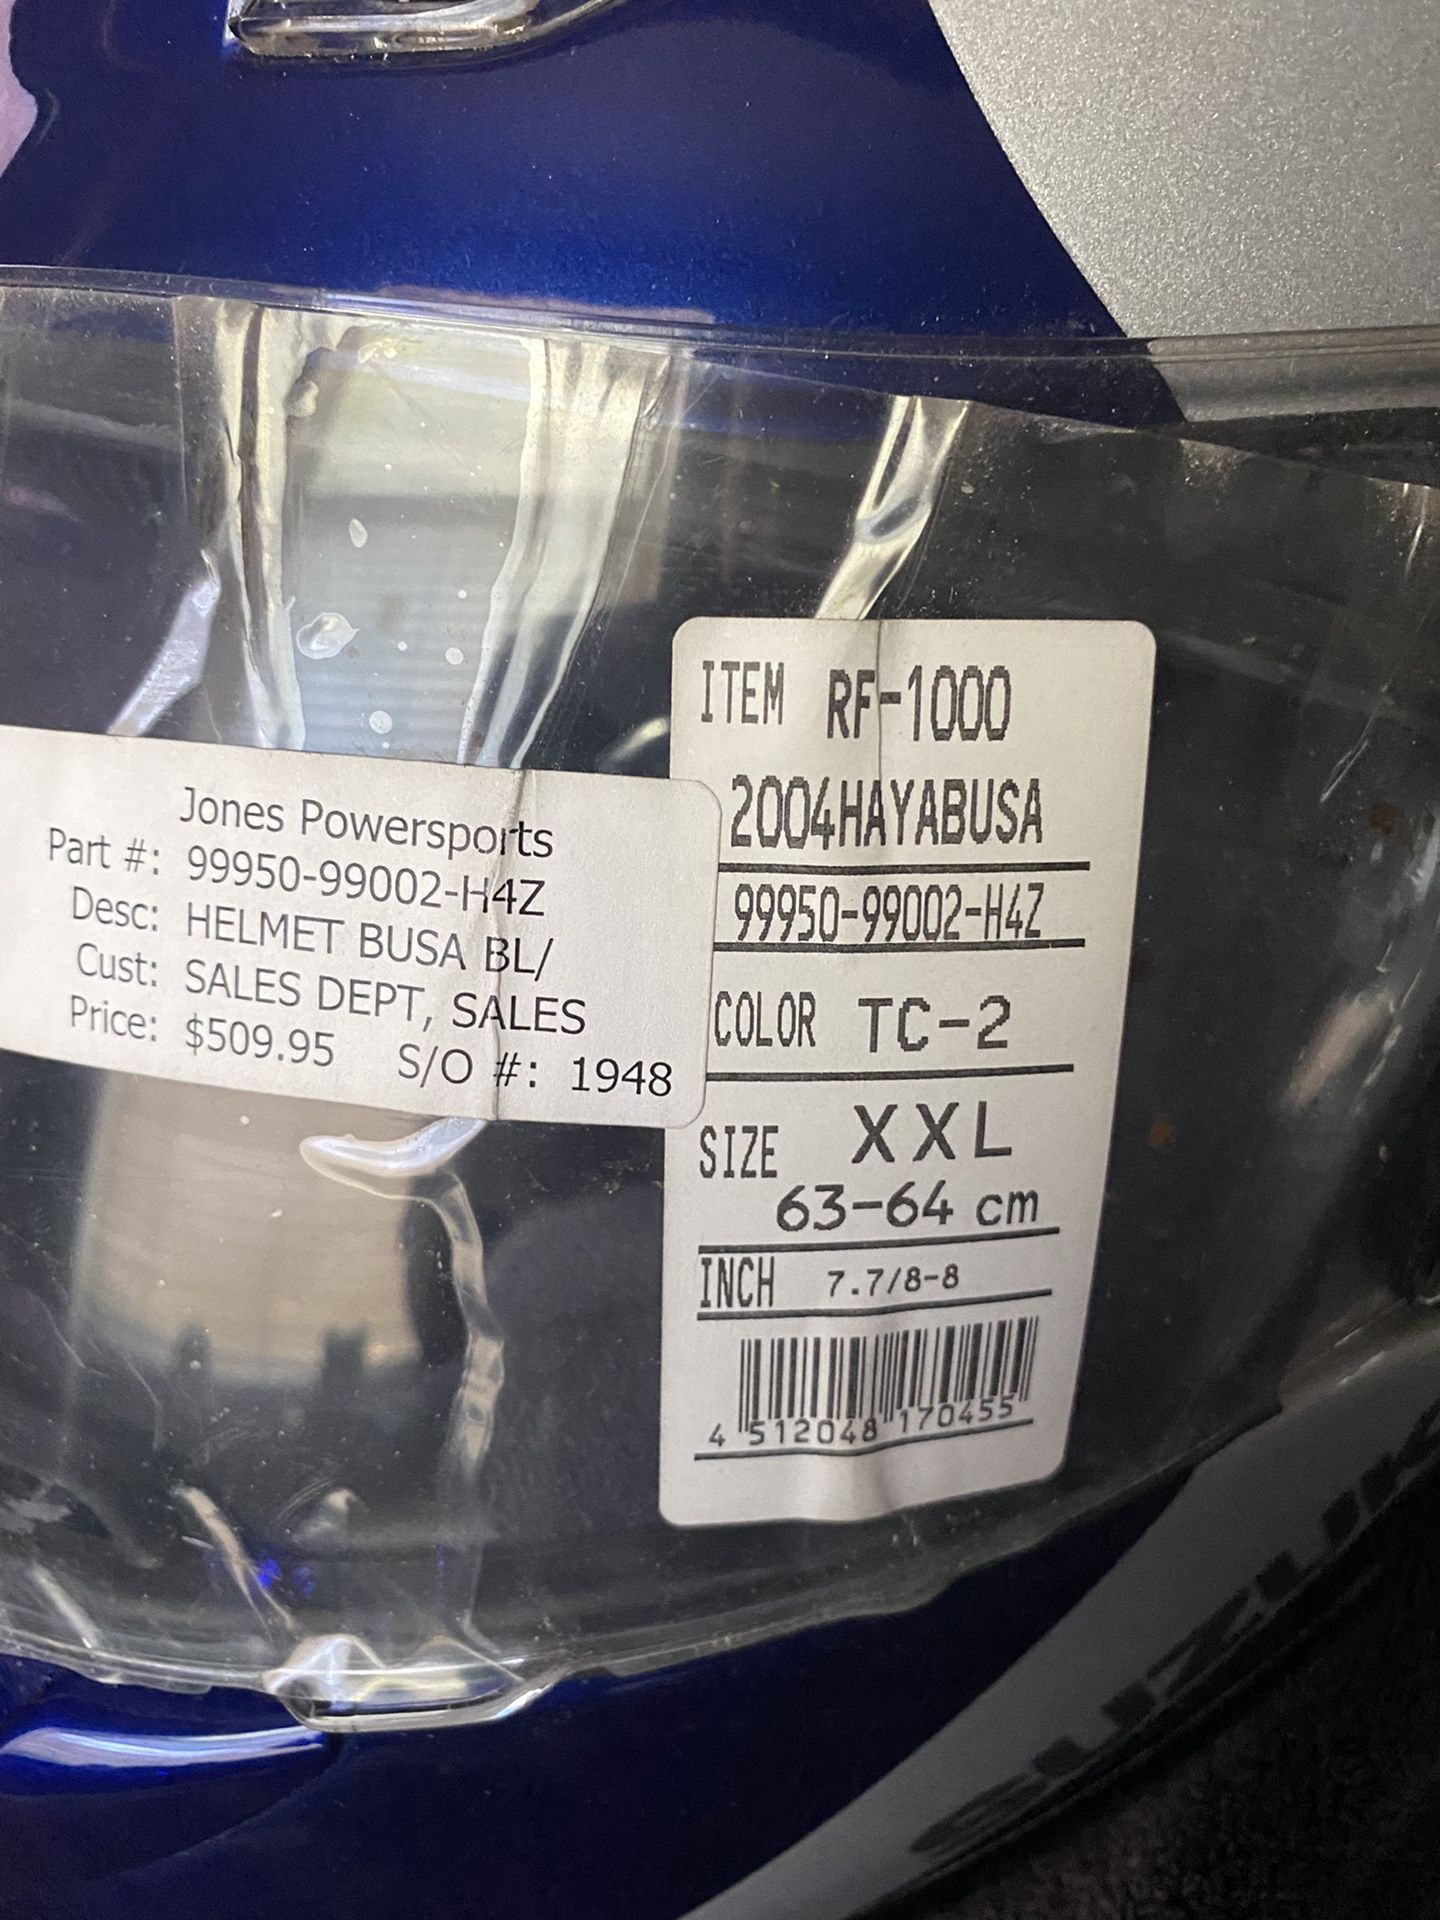 Jones Powersports
Part #: 99950-99002-H4Z
Desc: HELMET BUSA BL/
Cust: SALES DEPT, SALES
Price: $509.95 S/O #: 1948
ITEM RF-1000
2004HAYABUSA
99950-99002-H4Z
COLOR TC-2
SIZE XXL
63-64 cm
INCH 7.7/8-8
4 512048 170455
SUZUKI